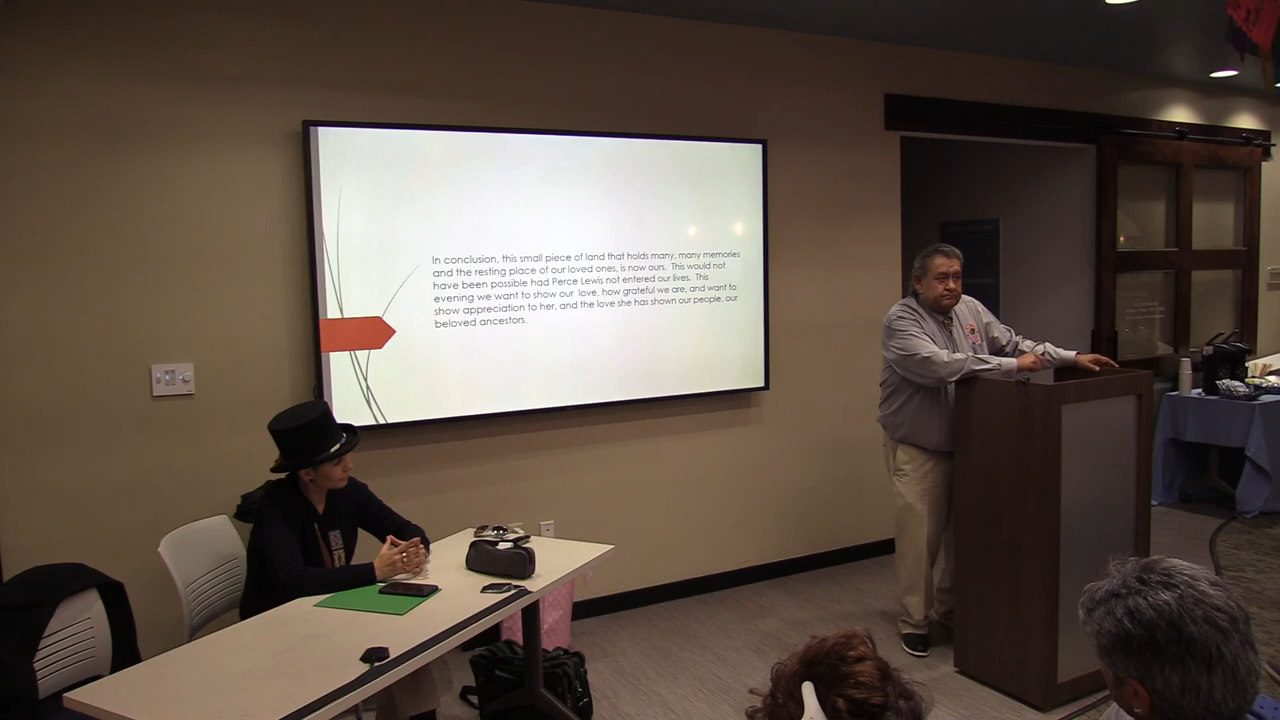 In conclusion, this small piece of land that holds many, many memories
and the resting place of our loved ones, is now ours. This would not
have been possible had Perce Lewis not entered our lives. This
evening we want to show our love, how grateful we are, and want to
show appreciation to her, and the love she has shown our people, our
beloved ancestors.